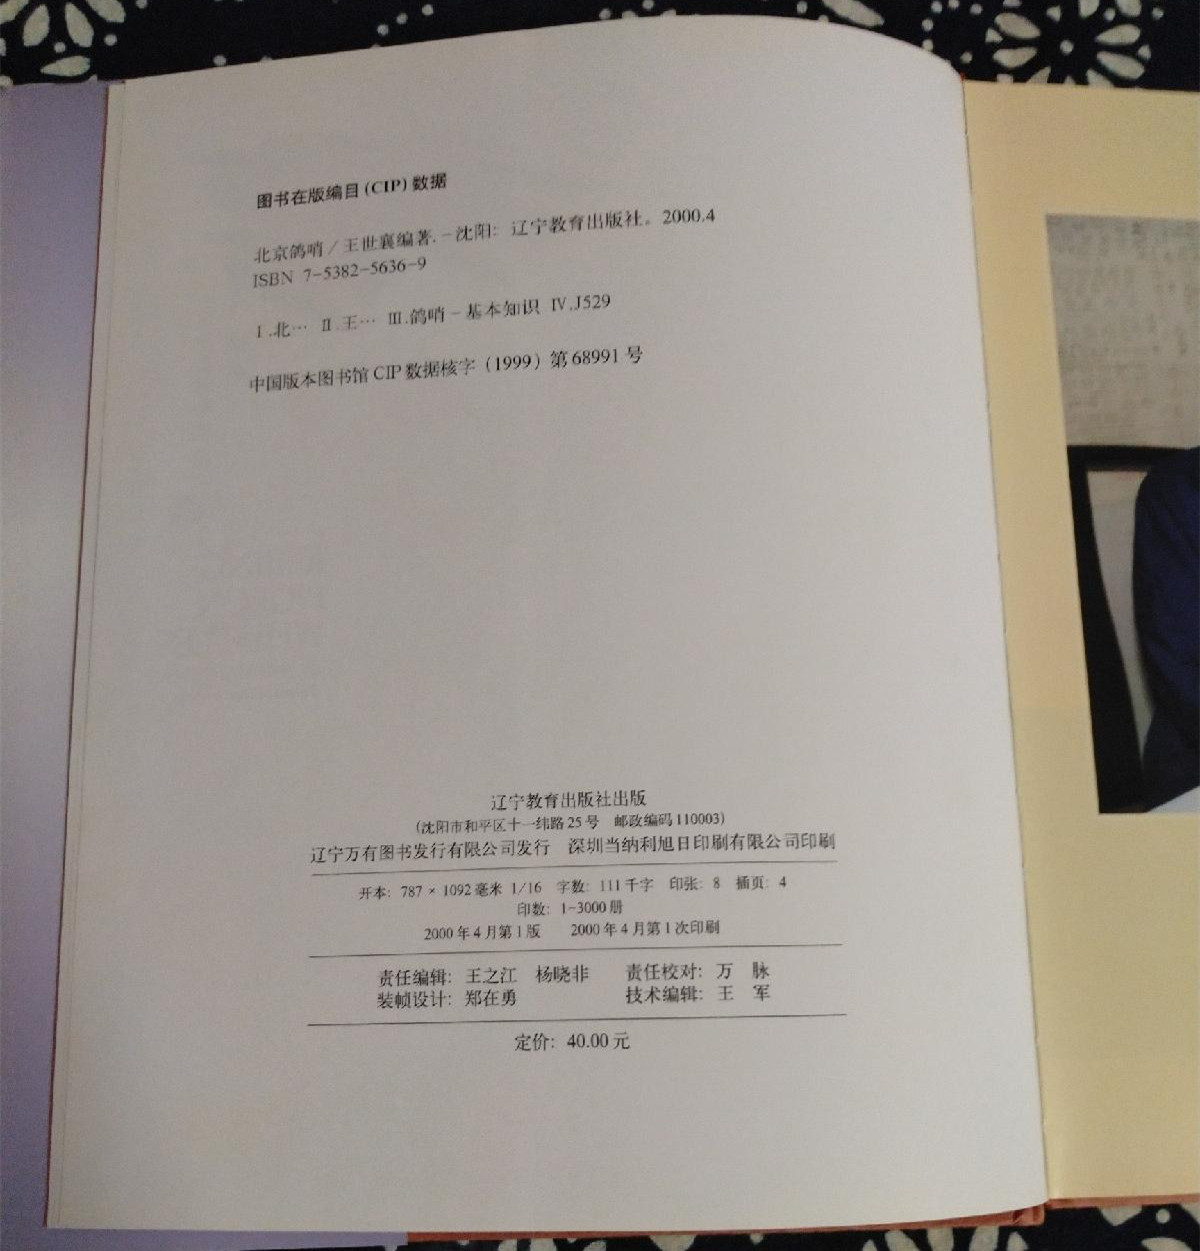 图书在版编目(CIP)数据
北京鸽哨/王世襄编著.-沈阳：辽宁教育出版社。2000.4
ISBN 7-5382-5636-9
Ⅰ.北… Ⅱ.王… Ⅲ.鸽哨-基本知识 Ⅳ.J529
中国版本图书馆CIP数据核字（1999）第68991号
辽宁教育出版社出版
(沈阳市和平区十一纬路25号 邮政编码110003)
辽宁万有图书发行有限公司发行 深圳当纳利旭日印刷有限公司印刷
开本：787×1092毫米 1/16 字数：111千字 印张：8 插页：4
印数：1-3000册
2000年4月第1版 2000年4月第1次印刷
责任编辑：王之江 杨晓非 责任校对：万 脉
装帧设计：郑在勇 技术编辑：王 军
定价：40.00元